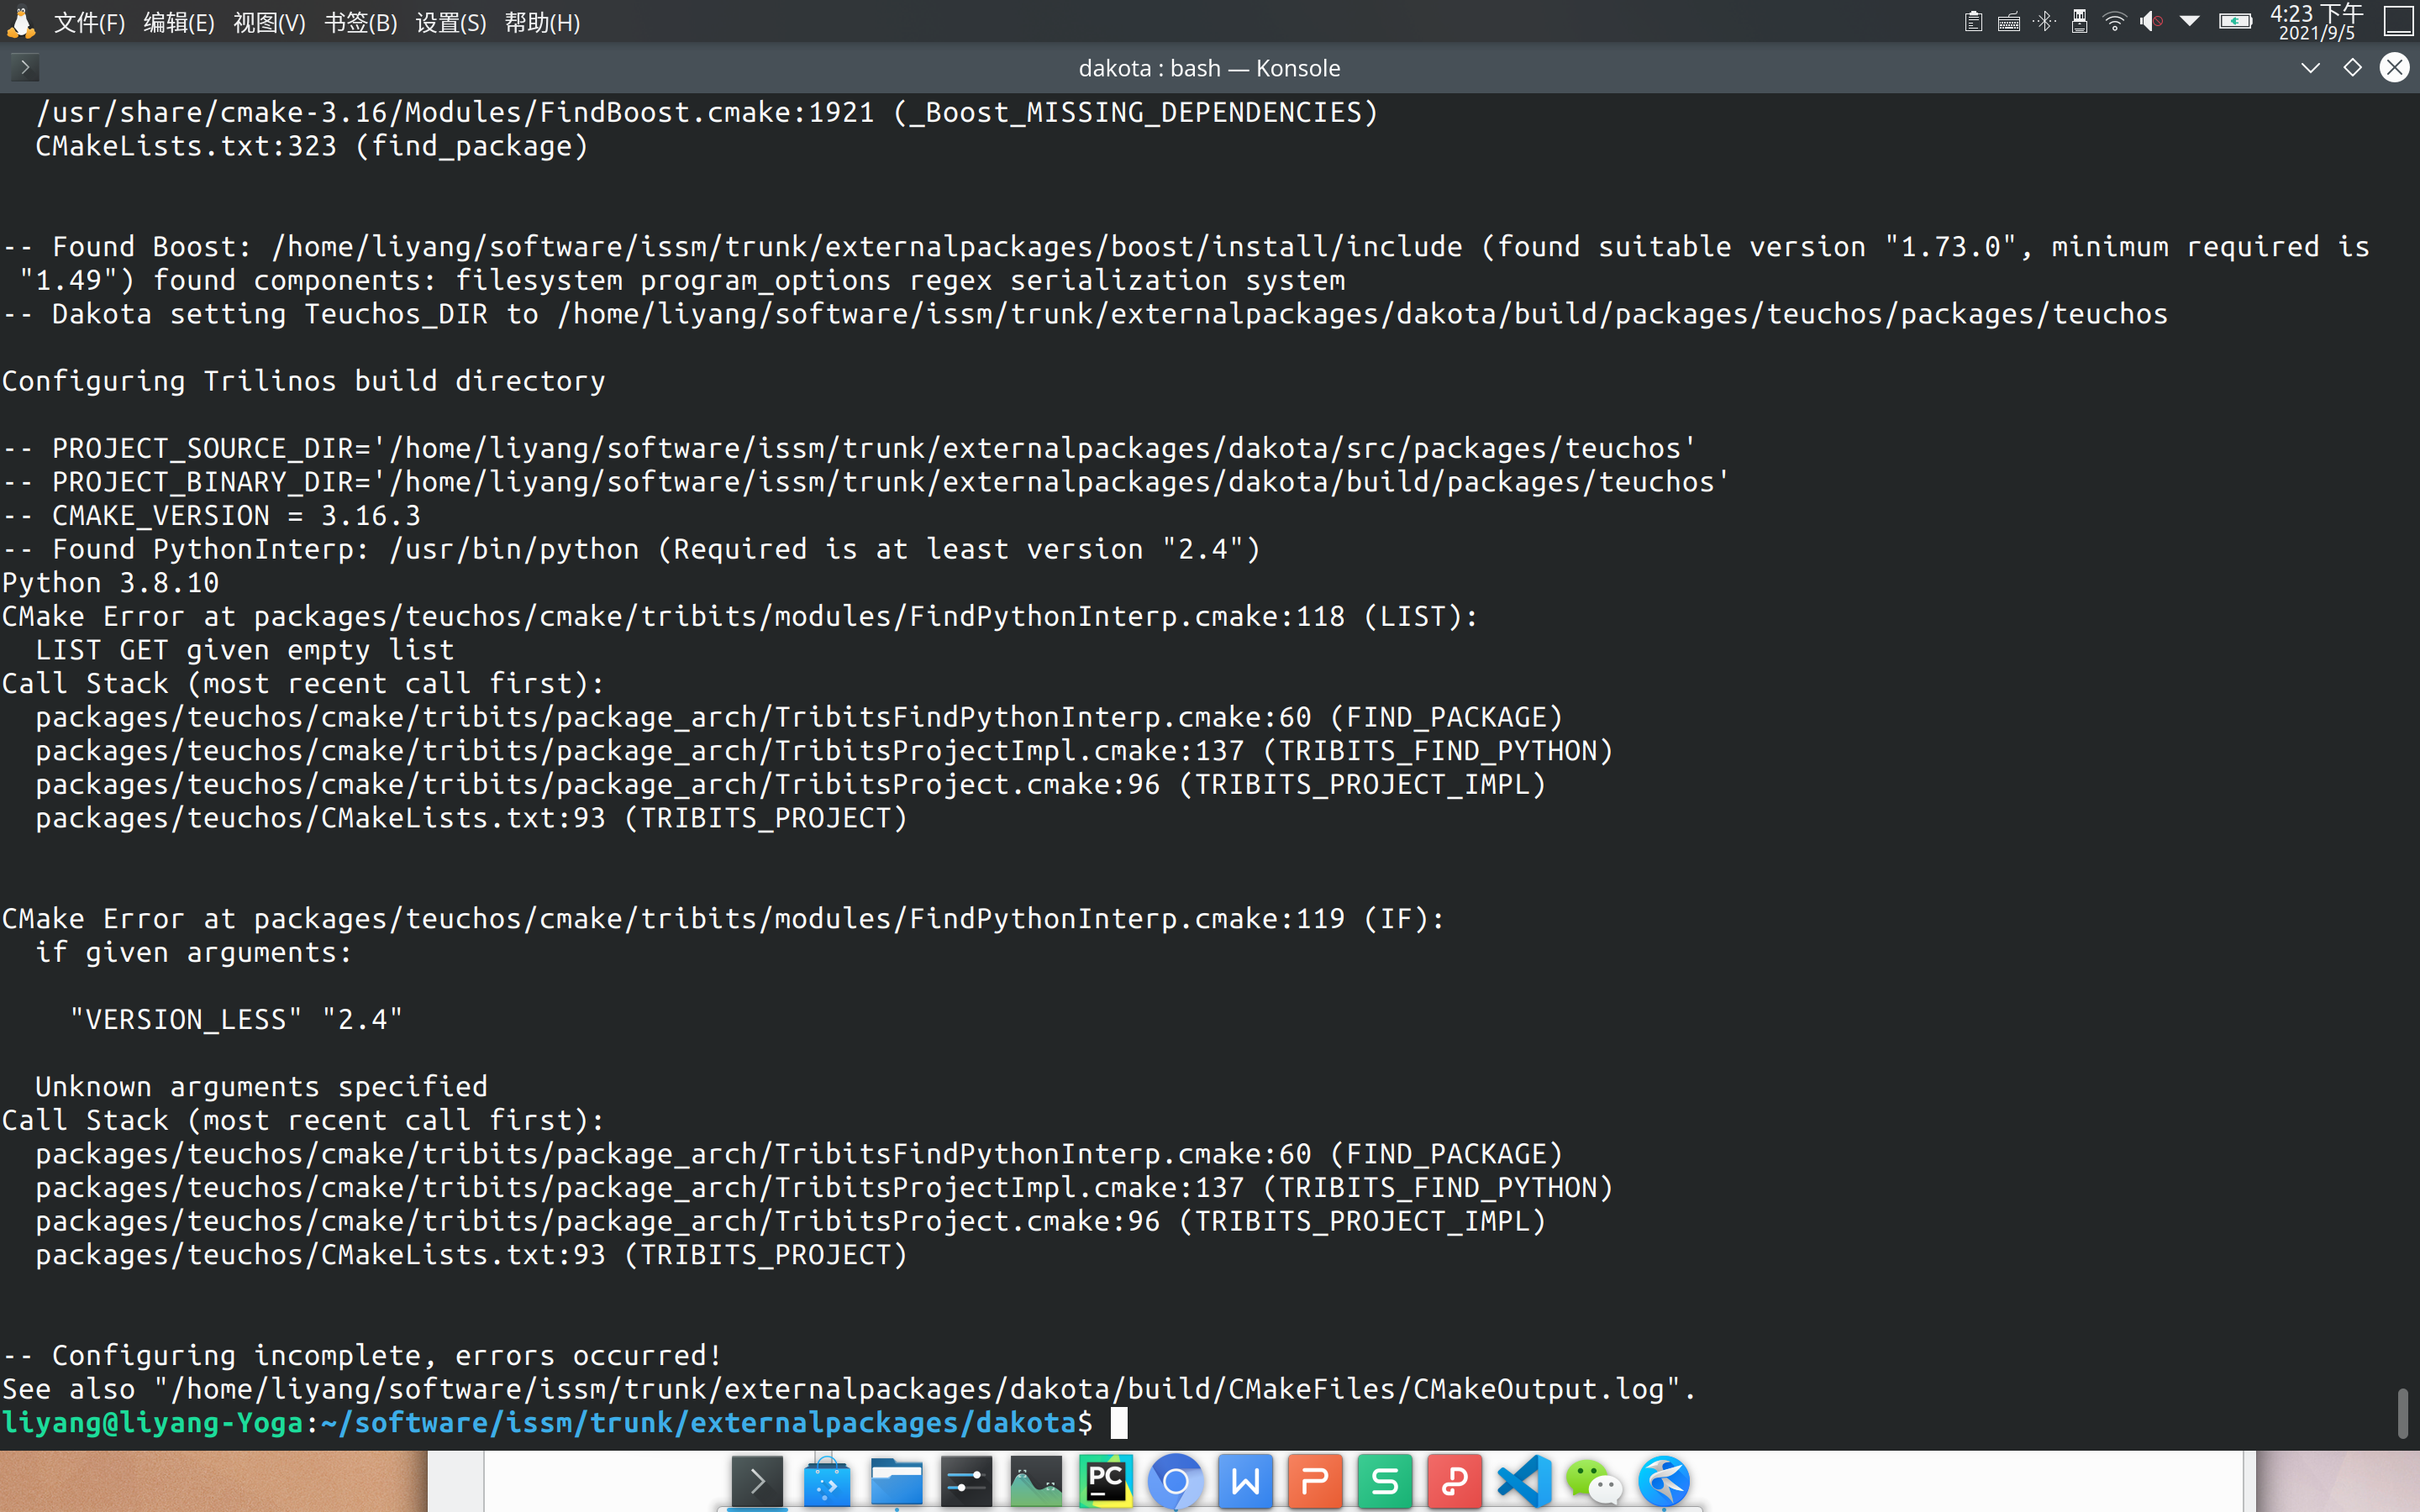 文件(F) 编辑(E) 视图(V) 书签(B) 设置(S) 帮助(H)
4:23 下午
2021/9/5
dakota : bash — Konsole
/usr/share/cmake-3.16/Modules/FindBoost.cmake:1921 (_Boost_MISSING_DEPENDENCIES)
CMakeLists.txt:323 (find_package)
-- Found Boost: /home/liyang/software/issm/trunk/externalpackages/boost/install/include (found suitable version "1.73.0", minimum required is
"1.49") found components: filesystem program_options regex serialization system
-- Dakota setting Teuchos_DIR to /home/liyang/software/issm/trunk/externalpackages/dakota/build/packages/teuchos/packages/teuchos
Configuring Trilinos build directory
-- PROJECT_SOURCE_DIR='/home/liyang/software/issm/trunk/externalpackages/dakota/src/packages/teuchos'
-- PROJECT_BINARY_DIR='/home/liyang/software/issm/trunk/externalpackages/dakota/build/packages/teuchos'
-- CMAKE_VERSION = 3.16.3
-- Found PythonInterp: /usr/bin/python (Required is at least version "2.4")
Python 3.8.10
CMake Error at packages/teuchos/cmake/tribits/modules/FindPythonInterp.cmake:118 (LIST):
LIST GET given empty list
Call Stack (most recent call first):
packages/teuchos/cmake/tribits/package_arch/TribitsFindPythonInterp.cmake:60 (FIND_PACKAGE)
packages/teuchos/cmake/tribits/package_arch/TribitsProjectImpl.cmake:137 (TRIBITS_FIND_PYTHON)
packages/teuchos/cmake/tribits/package_arch/TribitsProject.cmake:96 (TRIBITS_PROJECT_IMPL)
packages/teuchos/CMakeLists.txt:93 (TRIBITS_PROJECT)
CMake Error at packages/teuchos/cmake/tribits/modules/FindPythonInterp.cmake:119 (IF):
if given arguments:
"VERSION_LESS" "2.4"
Unknown arguments specified
Call Stack (most recent call first):
packages/teuchos/cmake/tribits/package_arch/TribitsFindPythonInterp.cmake:60 (FIND_PACKAGE)
packages/teuchos/cmake/tribits/package_arch/TribitsProjectImpl.cmake:137 (TRIBITS_FIND_PYTHON)
packages/teuchos/cmake/tribits/package_arch/TribitsProject.cmake:96 (TRIBITS_PROJECT_IMPL)
packages/teuchos/CMakeLists.txt:93 (TRIBITS_PROJECT)
-- Configuring incomplete, errors occurred!
See also "/home/liyang/software/issm/trunk/externalpackages/dakota/build/CMakeFiles/CMakeOutput.log".
liyang@liyang-Yoga:~/software/issm/trunk/externalpackages/dakota$
PC